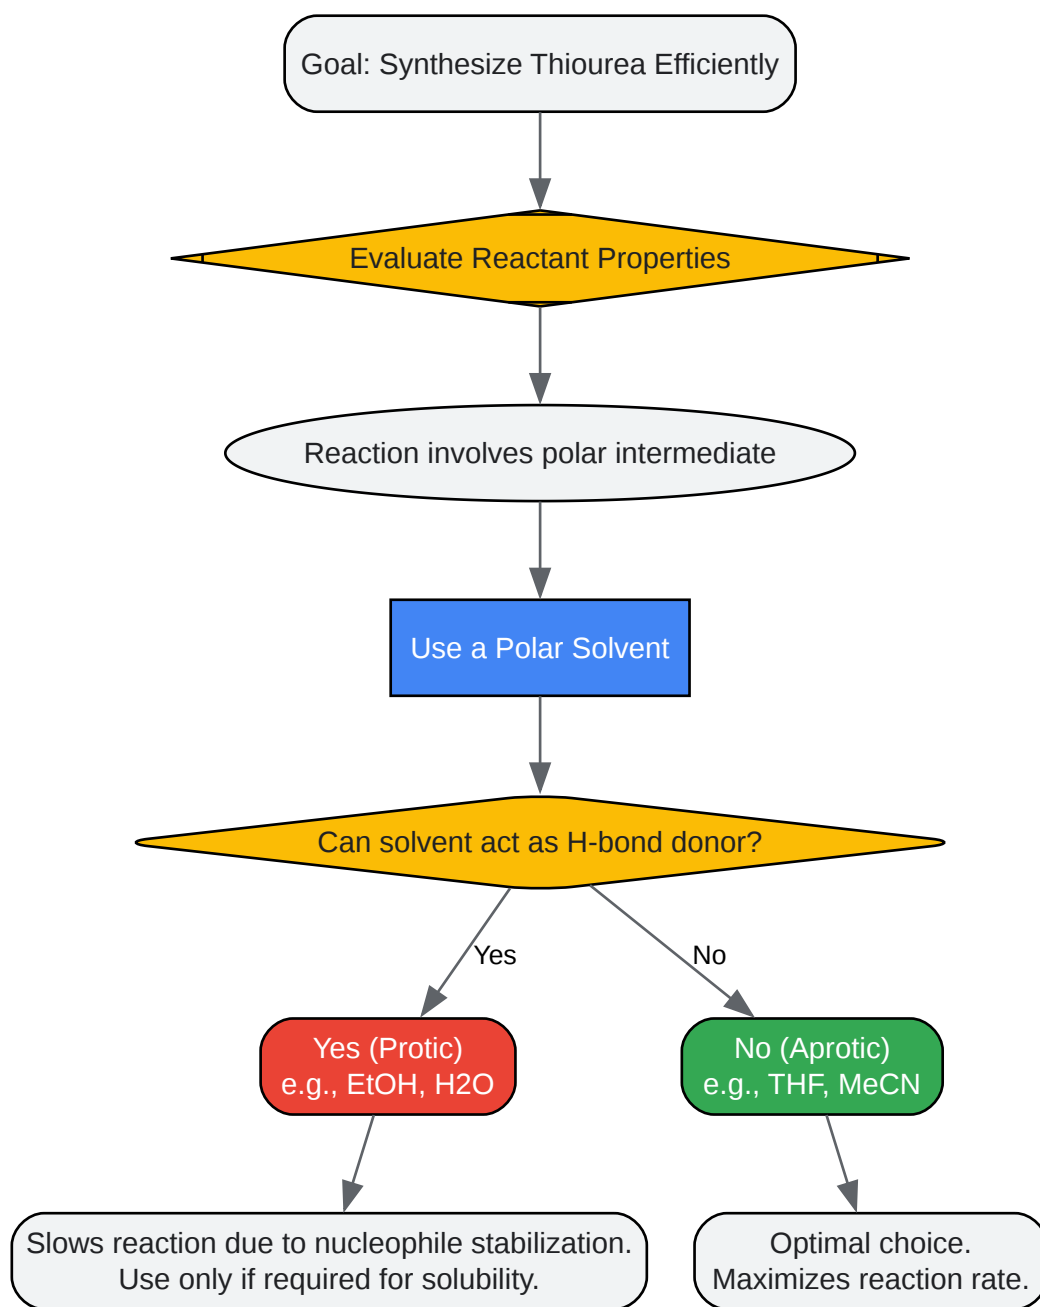 Goal: Synthesize Thiourea Efficiently
Evaluate Reactant Properties
Reaction involves polar intermediate
Use a Polar Solvent
Can solvent act as H-bond donor?
Yes
No
Yes (Protic)
e.g., EtOH, H2O
No (Aprotic)
e.g., THF, MeCN
Slows reaction due to nucleophile stabilization.
Use only if required for solubility.
Optimal choice.
Maximizes reaction rate.